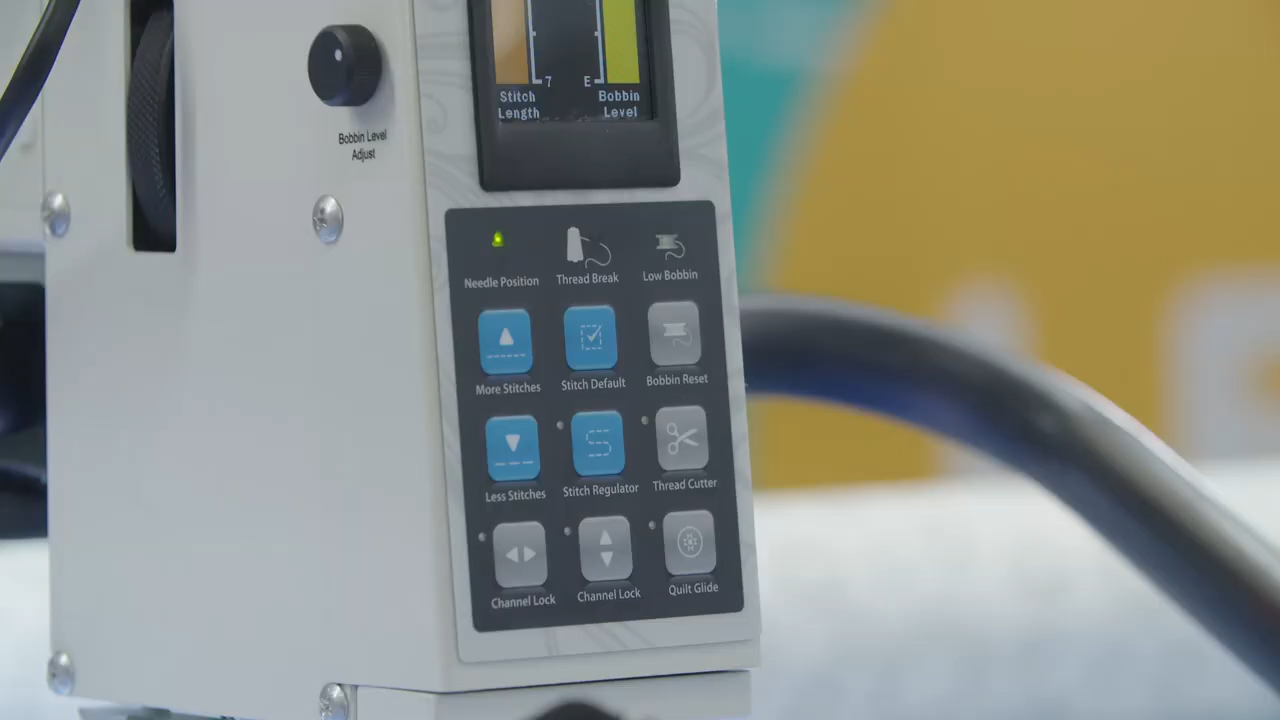 7
E
Stitch
Length
Bobbin
Level
Bobbin Level
Adjust
Needle Position
Thread Break
Low Bobbin
More Stitches
Stitch Default
Bobbin Reset
Less Stitches
Stitch Regulator
Thread Cutter
Channel Lock
Channel Lock
Quilt Glide